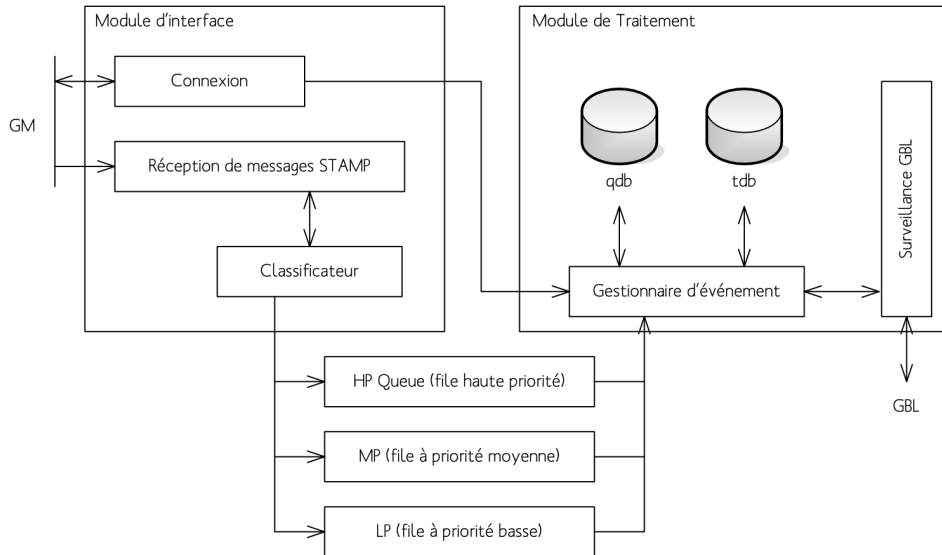 Module d'interface
Module de Traitement
Connexion
GM
Réception de messages STAMP
qdb
tdb
Surveillance GBL
Classificateur
Gestionnaire d'événement
HP Queue (file haute priorité)
GBL
MP (file à priorité moyenne)
LP (file à priorité basse)